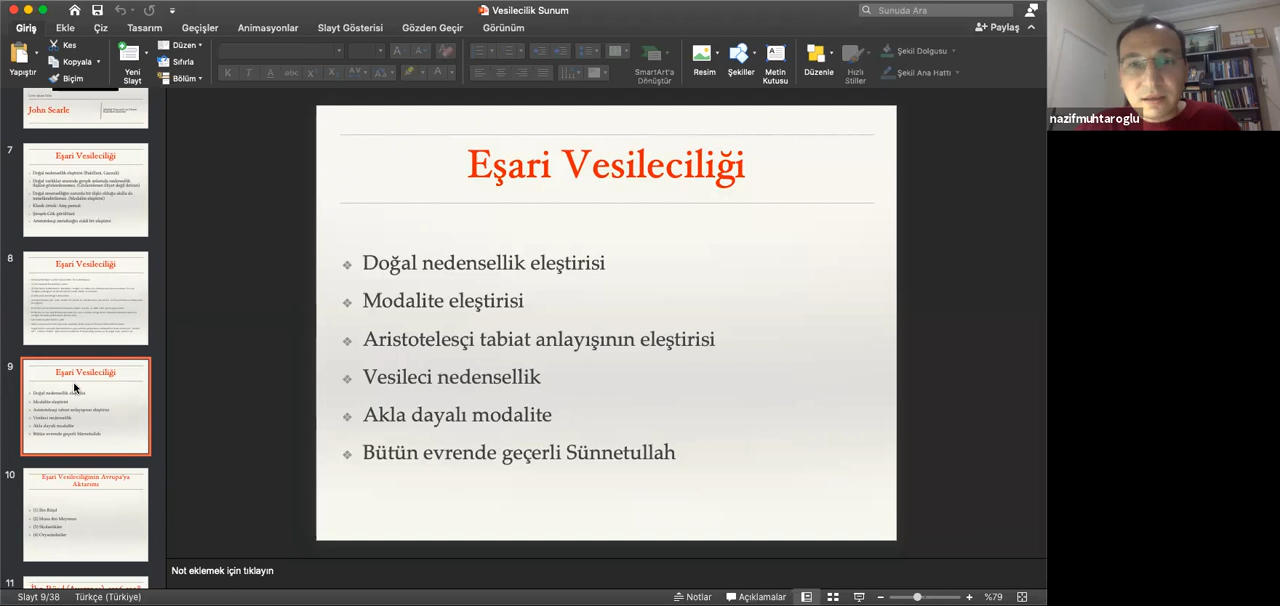 Vesilecilik Sunum
Sunuda Ara
Giriş Ekle Çiz Tasarım Geçişler Animasyonlar Slayt Gösterisi Gözden Geçir Görünüm Paylaş
Yapıştır
Kes
Kopyala
Biçim
Yeni Slayt
Düzen
Sıfırla
Bölüm
SmartArt'a Dönüştür
Resim
Şekiller
Metin Kutusu
Düzenle
Hızlı Stiller
Şekil Dolgusu
Şekil Ana Hattı
nazifmuhtaroglu
John Searle
7
Eşari Vesileciliği
8
Eşari Vesileciliği
9
Eşari Vesileciliği
Doğal nedensellik eleştirisi
Modalite eleştirisi
Aristotelesçi tabiat anlayışının eleştirisi
Vesileci nedensellik
Akla dayalı modalite
Bütün evrende geçerli Sünnetullah
10
Eşari Vesileciliğinin Avrupa'ya
Aktarımı
(1) İbn Rüşd
(2) Musa ibn Meymun
(3) Skolastikler
(4) Oryantalistler
11
Eşari Vesileciliği
Doğal nedensellik eleştirisi
Modalite eleştirisi
Aristotelesçi tabiat anlayışının eleştirisi
Vesileci nedensellik
Akla dayalı modalite
Bütün evrende geçerli Sünnetullah
Not eklemek için tıklayın
Slayt 9/38 Türkçe (Türkiye) Notlar Açıklamalar %79